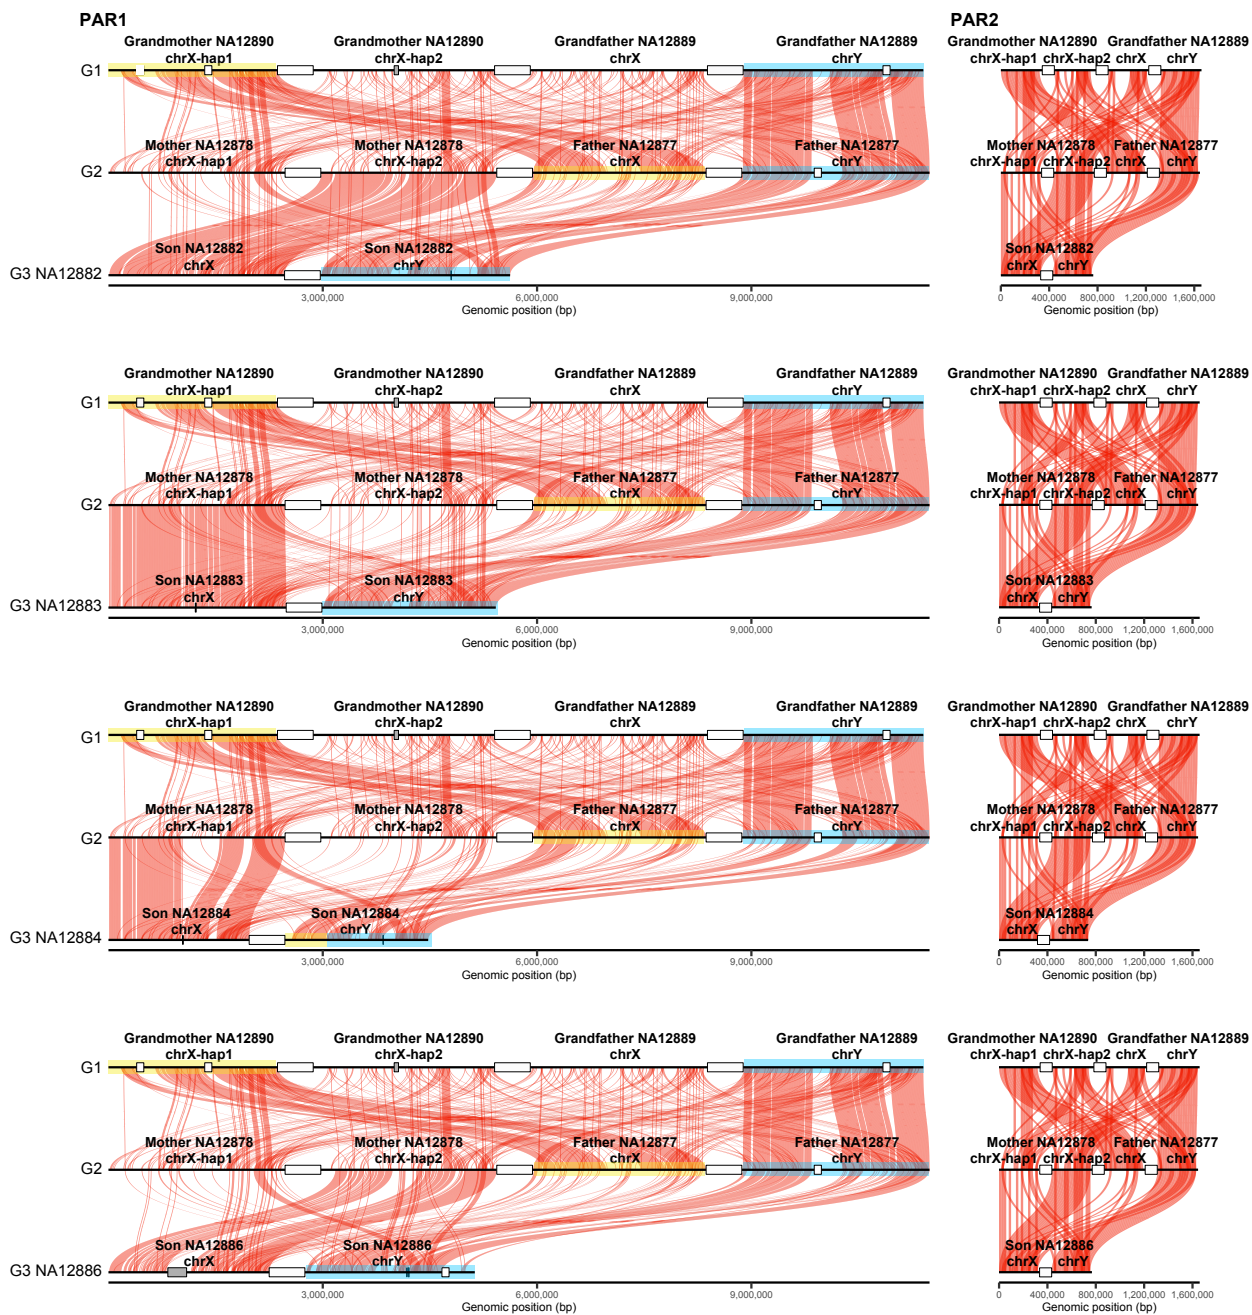 PAR1 PAR2
Grandmother NA12890 Grandmother NA12890 Grandfather NA12889 Grandfather NA12889 Grandmother NA12890 Grandfather NA12889
chrX-hap1 chrX-hap2 chrX chrY chrX-hap1 chrX-hap2 chrX chrY
G1
Mother NA12878 Mother NA12878 Father NA12877 Father NA12877 Mother NA12878 Father NA12877
chrX-hap1 chrX-hap2 chrX chrY chrX-hap1 chrX-hap2 chrX chrY
G2
Son NA12882 Son NA12882 Son NA12882
chrX chrY chrX chrY
G3 NA12882
3,000,000 6,000,000 9,000,000 0 400,000 800,000 1,200,000 1,600,000
Genomic position (bp) Genomic position (bp)
Grandmother NA12890 Grandmother NA12890 Grandfather NA12889 Grandfather NA12889 Grandmother NA12890 Grandfather NA12889
chrX-hap1 chrX-hap2 chrX chrY chrX-hap1 chrX-hap2 chrX chrY
G1
Mother NA12878 Mother NA12878 Father NA12877 Father NA12877 Mother NA12878 Father NA12877
chrX-hap1 chrX-hap2 chrX chrY chrX-hap1 chrX-hap2 chrX chrY
G2
Son NA12883 Son NA12883 Son NA12883
chrX chrY chrX chrY
G3 NA12883
3,000,000 6,000,000 9,000,000 0 400,000 800,000 1,200,000 1,600,000
Genomic position (bp) Genomic position (bp)
Grandmother NA12890 Grandmother NA12890 Grandfather NA12889 Grandfather NA12889 Grandmother NA12890 Grandfather NA12889
chrX-hap1 chrX-hap2 chrX chrY chrX-hap1 chrX-hap2 chrX chrY
G1
Mother NA12878 Mother NA12878 Father NA12877 Father NA12877 Mother NA12878 Father NA12877
chrX-hap1 chrX-hap2 chrX chrY chrX-hap1 chrX-hap2 chrX chrY
G2
Son NA12884 Son NA12884 Son NA12884
chrX chrY chrX chrY
G3 NA12884
3,000,000 6,000,000 9,000,000 0 400,000 800,000 1,200,000 1,600,000
Genomic position (bp) Genomic position (bp)
Grandmother NA12890 Grandmother NA12890 Grandfather NA12889 Grandfather NA12889 Grandmother NA12890 Grandfather NA12889
chrX-hap1 chrX-hap2 chrX chrY chrX-hap1 chrX-hap2 chrX chrY
G1
Mother NA12878 Mother NA12878 Father NA12877 Father NA12877 Mother NA12878 Father NA12877
chrX-hap1 chrX-hap2 chrX chrY chrX-hap1 chrX-hap2 chrX chrY
G2
Son NA12886 Son NA12886 Son NA12886
chrX chrY chrX chrY
G3 NA12886
3,000,000 6,000,000 9,000,000 0 400,000 800,000 1,200,000 1,600,000
Genomic position (bp) Genomic position (bp)